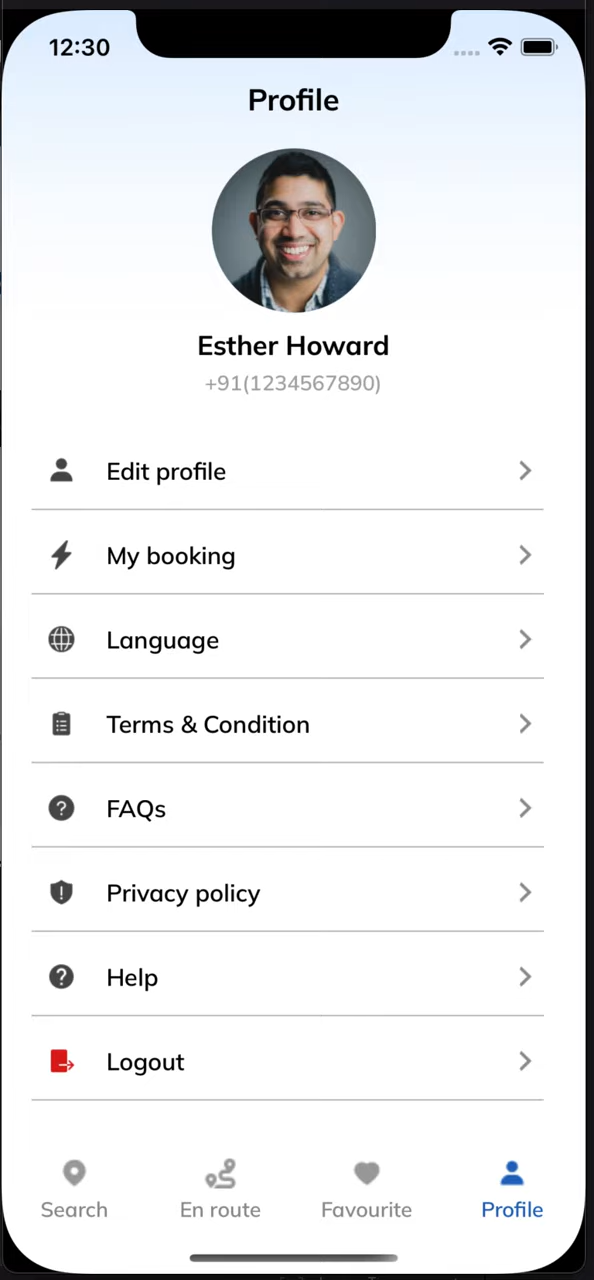 12:30
Profile
Esther Howard
+91(1234567890)
Edit profile
My booking
Language
Terms & Condition
FAQs
Privacy policy
Help
Logout
Search
En route
Favourite
Profile